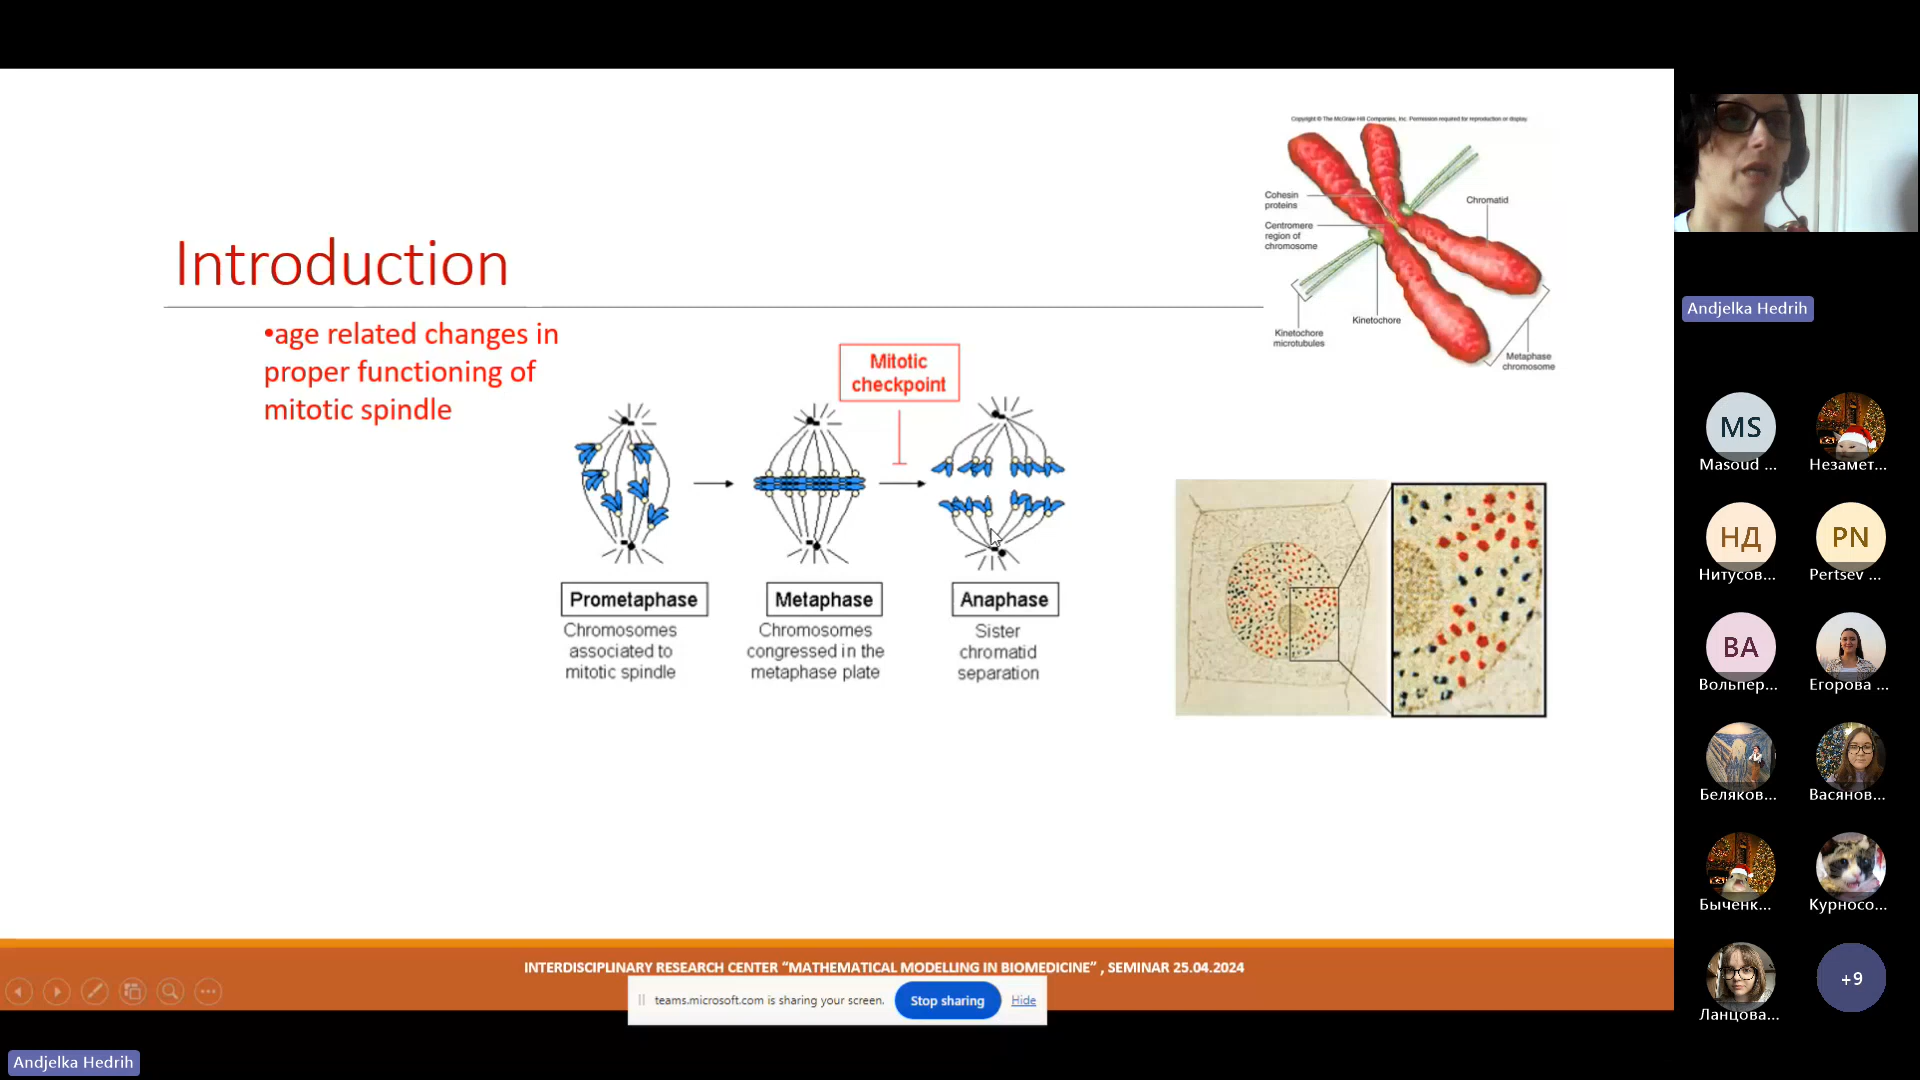 Copyright © The McGraw-Hill Companies, Inc. Permission required for reproduction or display.
Cohesin
proteins
Centromere
region of
chromosome
Chromatid
Kinetochore
Kinetochore
microtubules
Metaphase
chromosome
Introduction
•age related changes in
proper functioning of
mitotic spindle
Mitotic
checkpoint
Prometaphase
Chromosomes
associated to
mitotic spindle
Metaphase
Chromosomes
congressed in the
metaphase plate
Anaphase
Sister
chromatid
separation
INTERDISCIPLINARY RESEARCH CENTER “MATHEMATICAL MODELLING IN BIOMEDICINE” , SEMINAR 25.04.2024
teams.microsoft.com is sharing your screen.
Stop sharing
Hide
Andjelka Hedrih
Andjelka Hedrih
MS
Masoud ...
Незамет...
НД
Нитусов...
PN
Pertsev ...
ВА
Вольпер...
Егорова ...
Беляков...
Васянов...
Быченк...
Курносо...
Ланцова...
+9